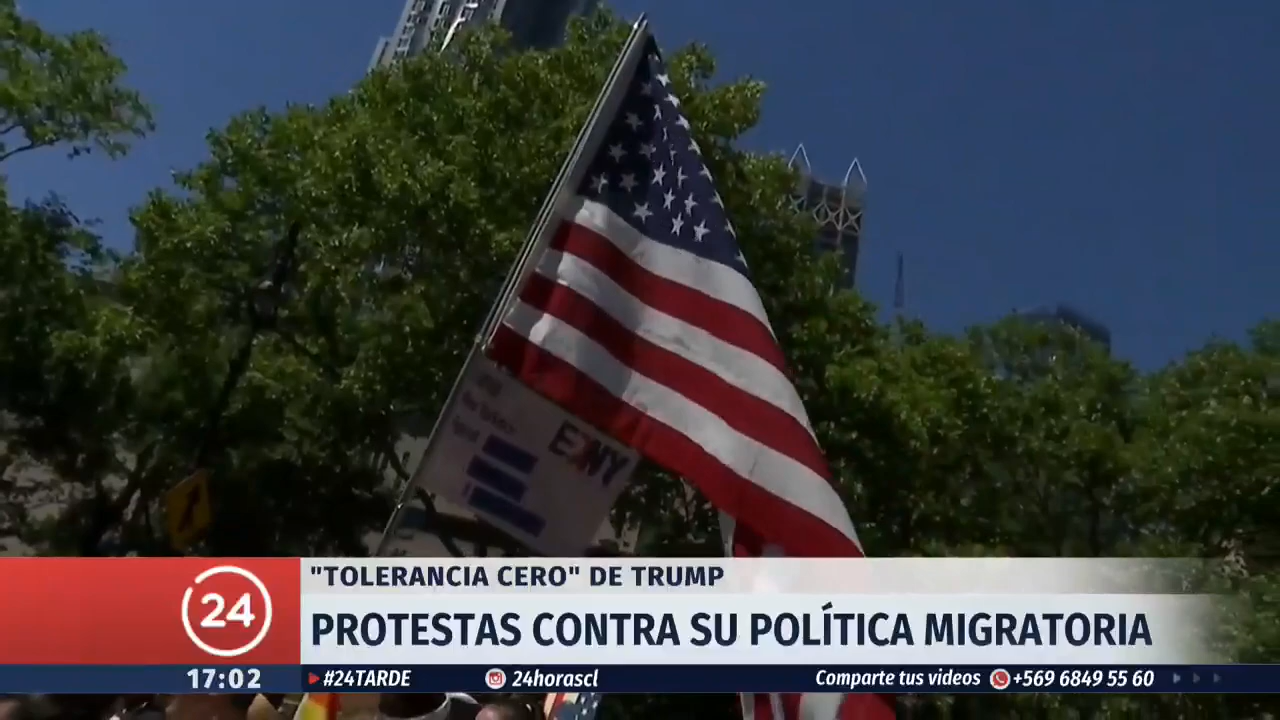 EXNY
"TOLERANCIA CERO" DE TRUMP
24
PROTESTAS CONTRA SU POLÍTICA MIGRATORIA
17:02
#24TARDE
24horascl
Comparte tus videos
+569 6849 55 60